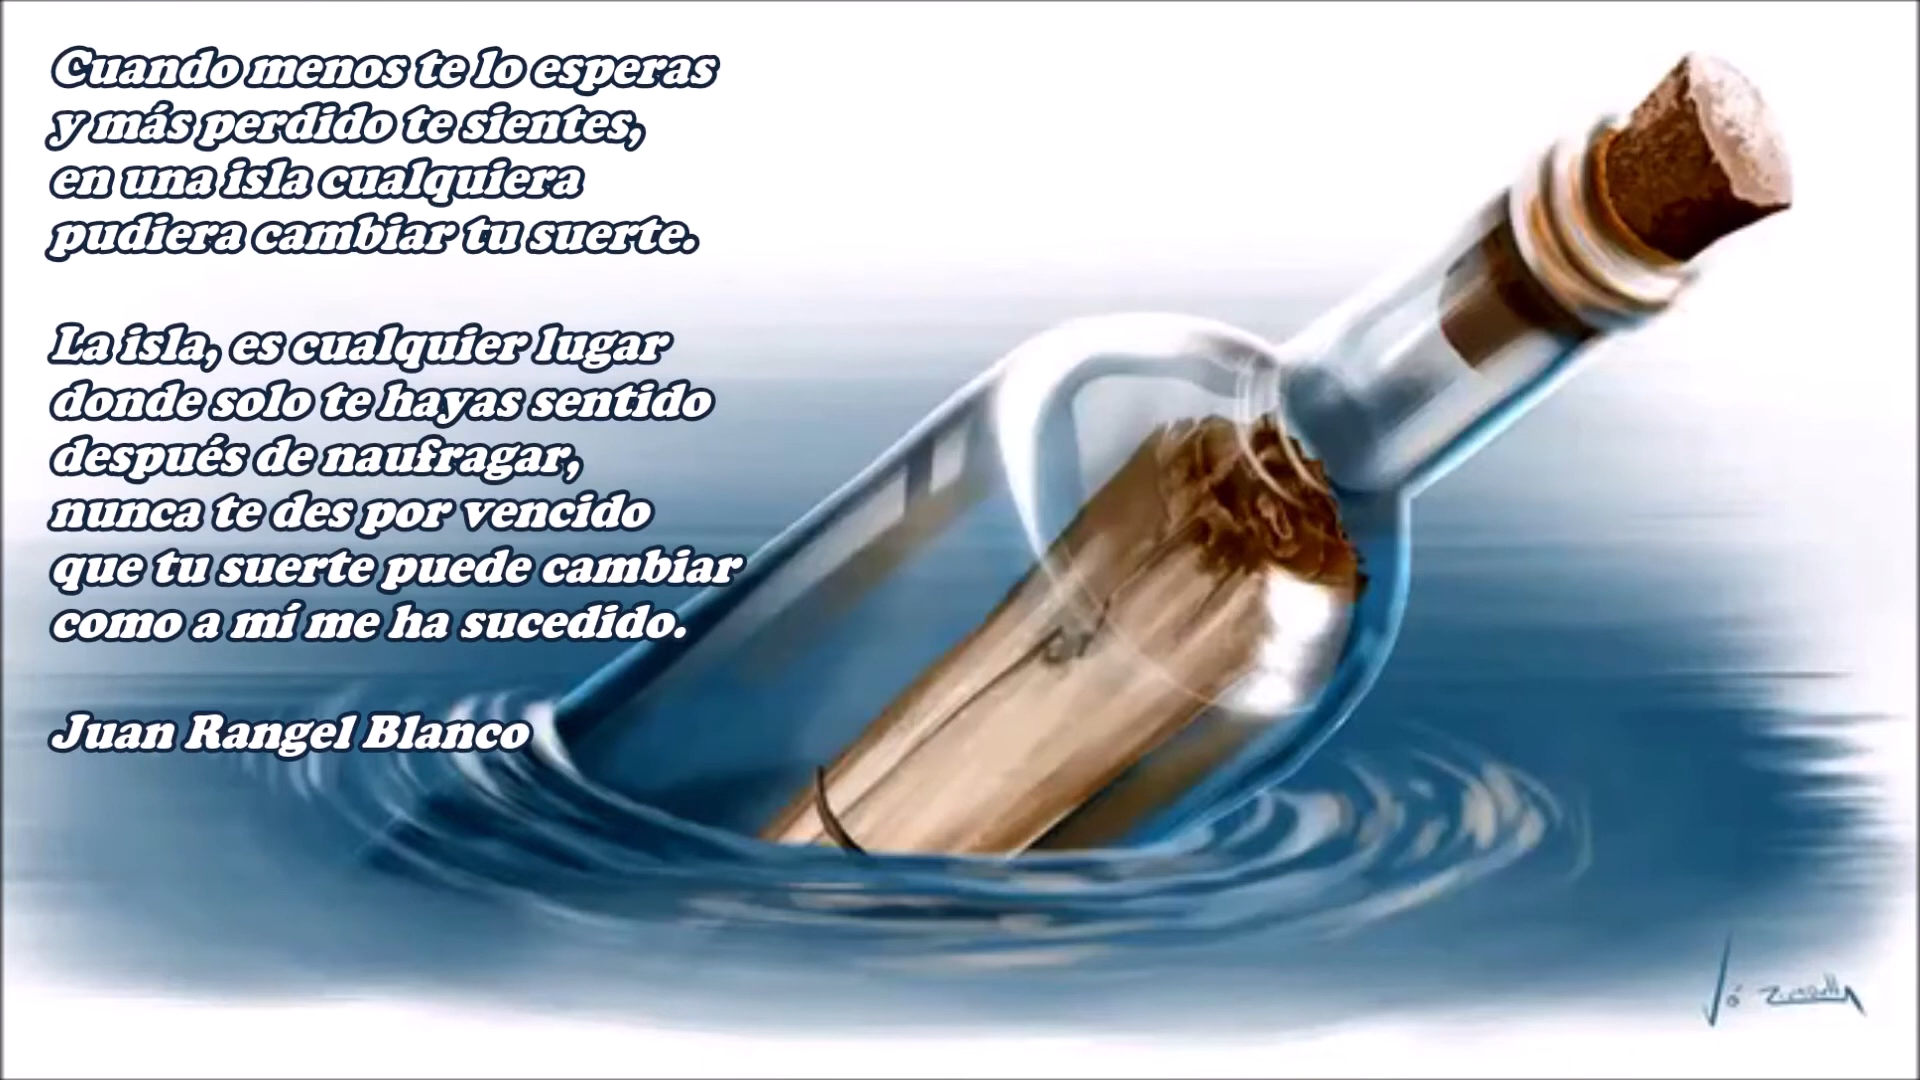 Cuando menos te lo esperas
y más perdido te sientes,
en una isla cualquiera
pudiera cambiar tu suerte.
La isla, es cualquier lugar
donde solo te hayas sentido
después de naufragar,
nunca te des por vencido
que tu suerte puede cambiar
como a mí me ha sucedido.
Juan Rangel Blanco